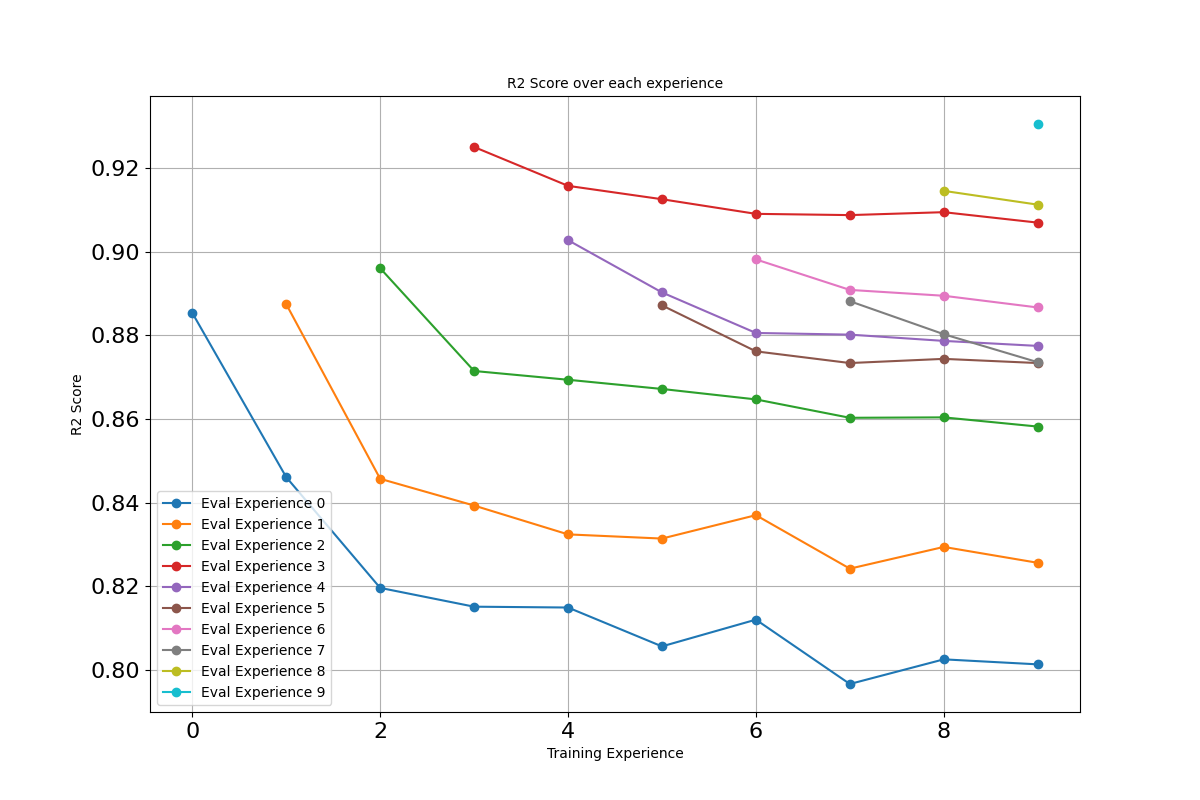 R2 Score over each experience
R2 Score
0.92
0.90
0.88
0.86
0.84
0.82
0.80
Eval Experience 0
Eval Experience 1
Eval Experience 2
Eval Experience 3
Eval Experience 4
Eval Experience 5
Eval Experience 6
Eval Experience 7
Eval Experience 8
Eval Experience 9
0 2 4 6 8
Training Experience